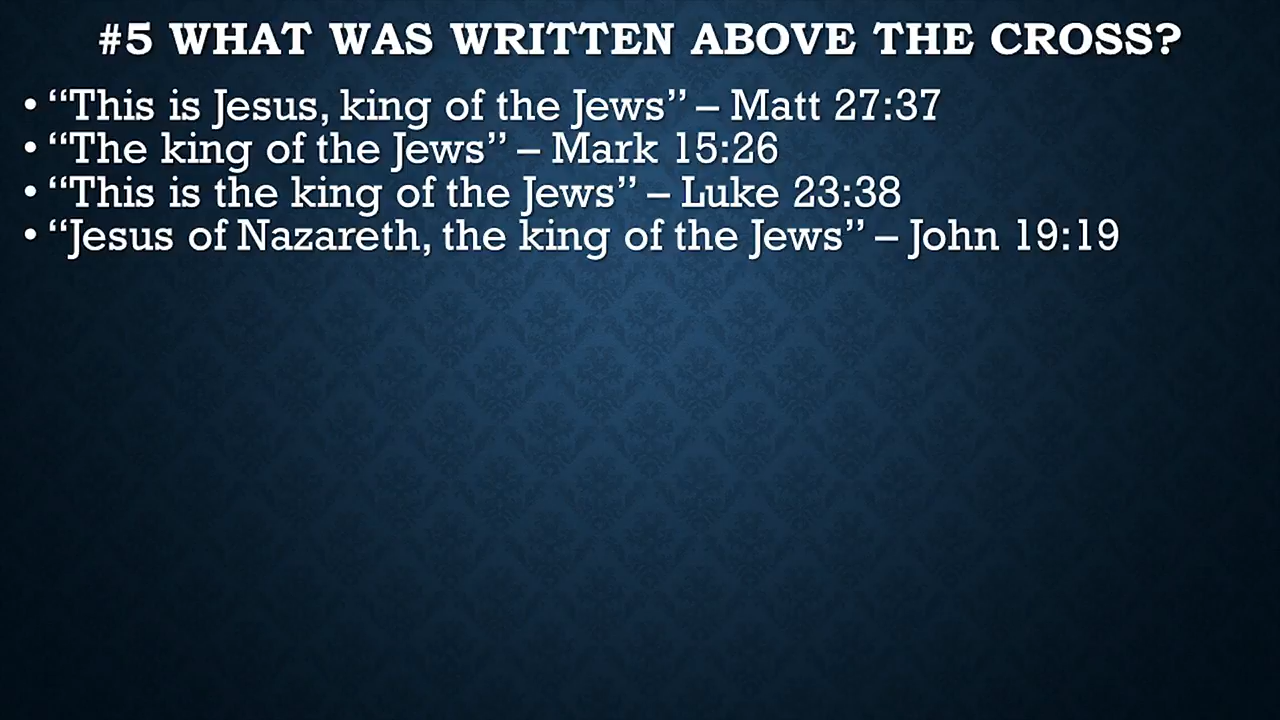 #5 WHAT WAS WRITTEN ABOVE THE CROSS?
• “This is Jesus, king of the Jews” – Matt 27:37
• “The king of the Jews” – Mark 15:26
• “This is the king of the Jews” – Luke 23:38
• “Jesus of Nazareth, the king of the Jews” – John 19:19